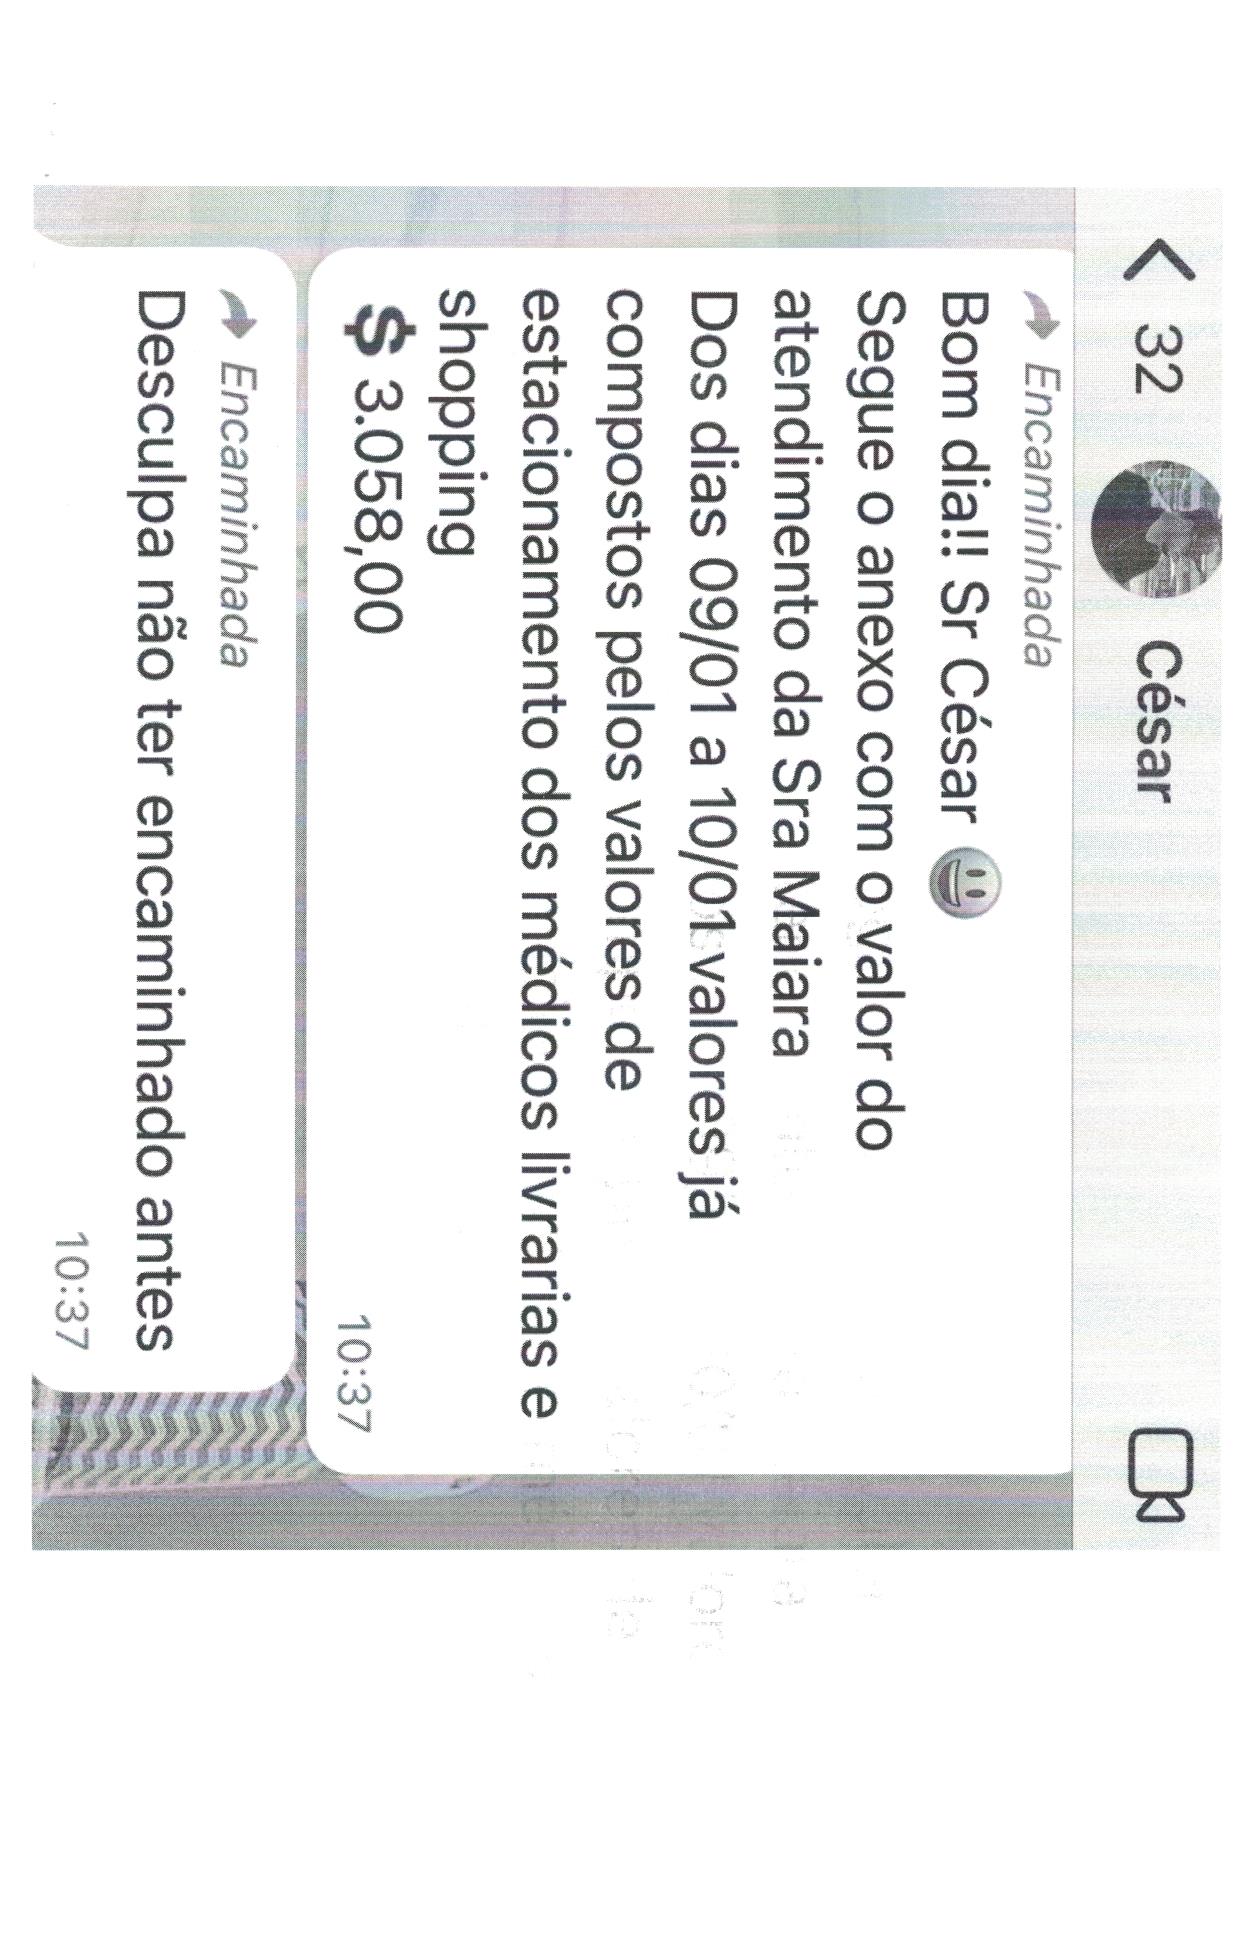 32 César
Encaminhada
Bom dia!! Sr César 😃
Segue o anexo com o valor do
atendimento da Sra Maiara
Dos dias 09/01 a 10/01 valores já
compostos pelos valores de
estacionamento dos médicos livrarias e
shopping
💲 3.058,00
10:37
Encaminhada
Desculpa não ter encaminhado antes
10:37